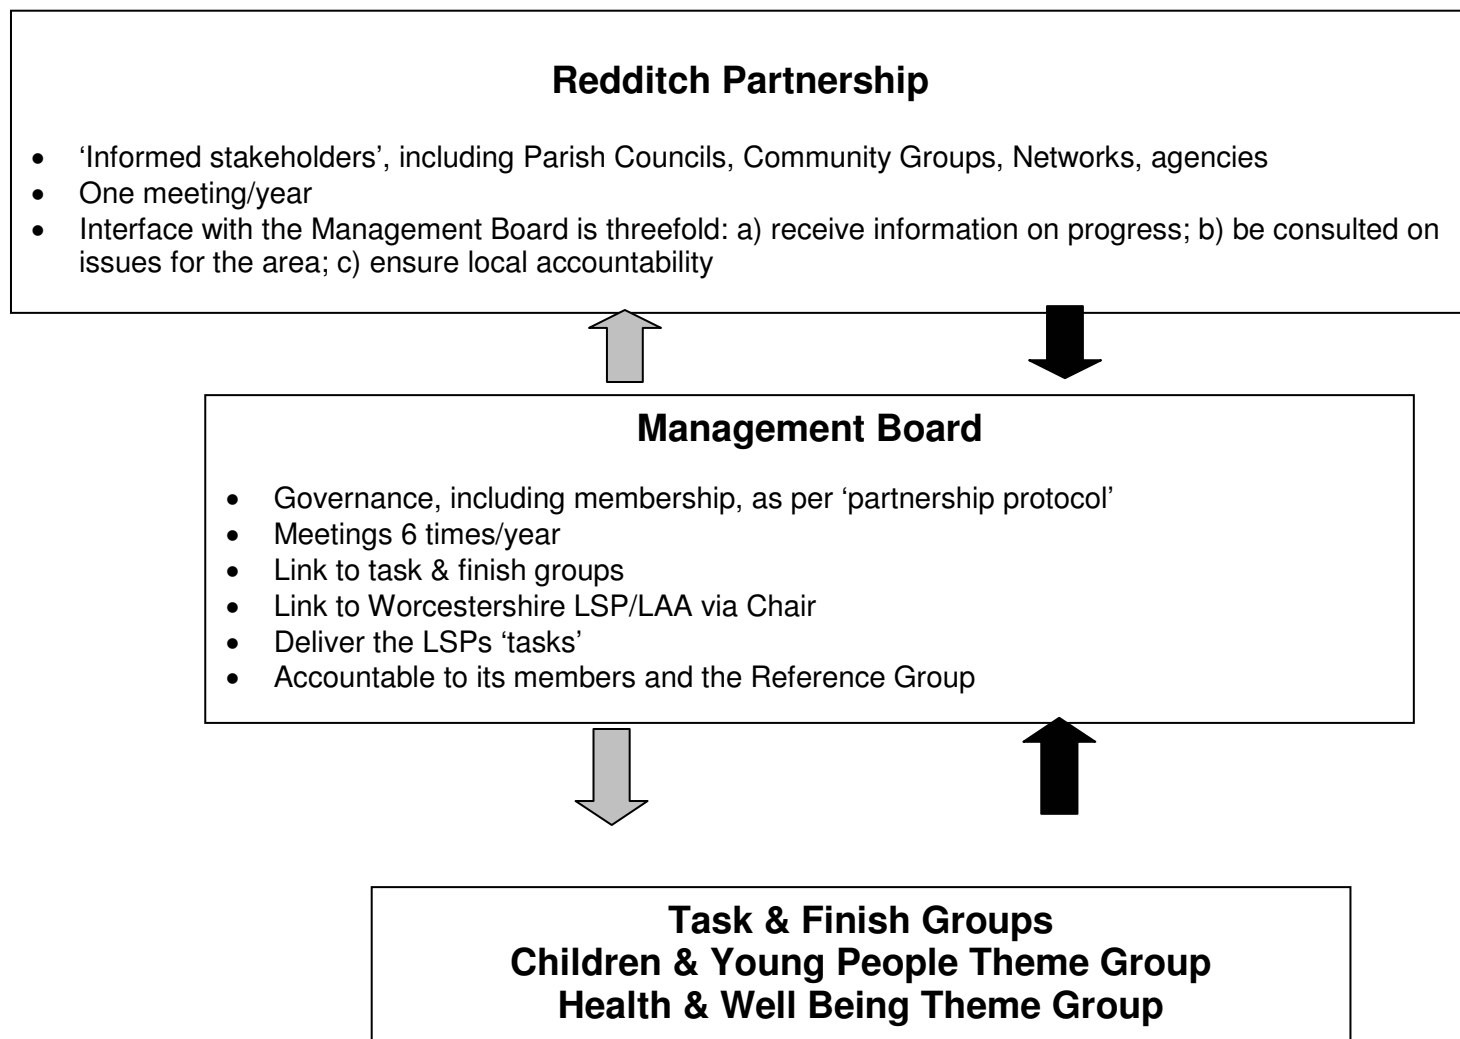 Redditch Partnership
• ‘Informed stakeholders’, including Parish Councils, Community Groups, Networks, agencies
• One meeting/year
• Interface with the Management Board is threefold: a) receive information on progress; b) be consulted on
issues for the area; c) ensure local accountability
Management Board
• Governance, including membership, as per ‘partnership protocol’
• Meetings 6 times/year
• Link to task & finish groups
• Link to Worcestershire LSP/LAA via Chair
• Deliver the LSPs ‘tasks’
• Accountable to its members and the Reference Group
Task & Finish Groups
Children & Young People Theme Group
Health & Well Being Theme Group